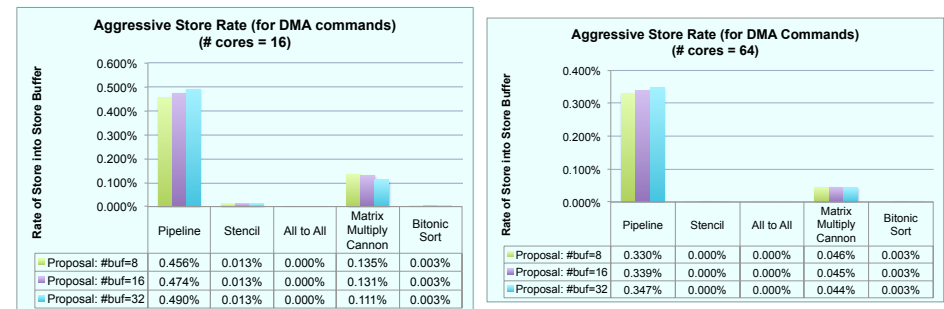 Aggressive Store Rate (for DMA commands)
(# cores = 16)
Rate of Store into Store Buffer
0.600%
0.500%
0.400%
0.300%
0.200%
0.100%
0.000%
Pipeline Stencil All to All Matrix Multiply Cannon Bitonic Sort
Proposal: #buf=8 0.456% 0.013% 0.000% 0.135% 0.003%
Proposal: #buf=16 0.474% 0.013% 0.000% 0.131% 0.003%
Proposal: #buf=32 0.490% 0.013% 0.000% 0.111% 0.003%
Aggressive Store Rate (for DMA Commands)
(# cores = 64)
Rate of Store into Store Buffer
0.400%
0.300%
0.200%
0.100%
0.000%
Pipeline Stencil All to All Matrix Multiply Cannon Bitonic Sort
Proposal: #buf=8 0.330% 0.000% 0.000% 0.046% 0.003%
Proposal: #buf=16 0.339% 0.000% 0.000% 0.045% 0.003%
Proposal: #buf=32 0.347% 0.000% 0.000% 0.044% 0.003%